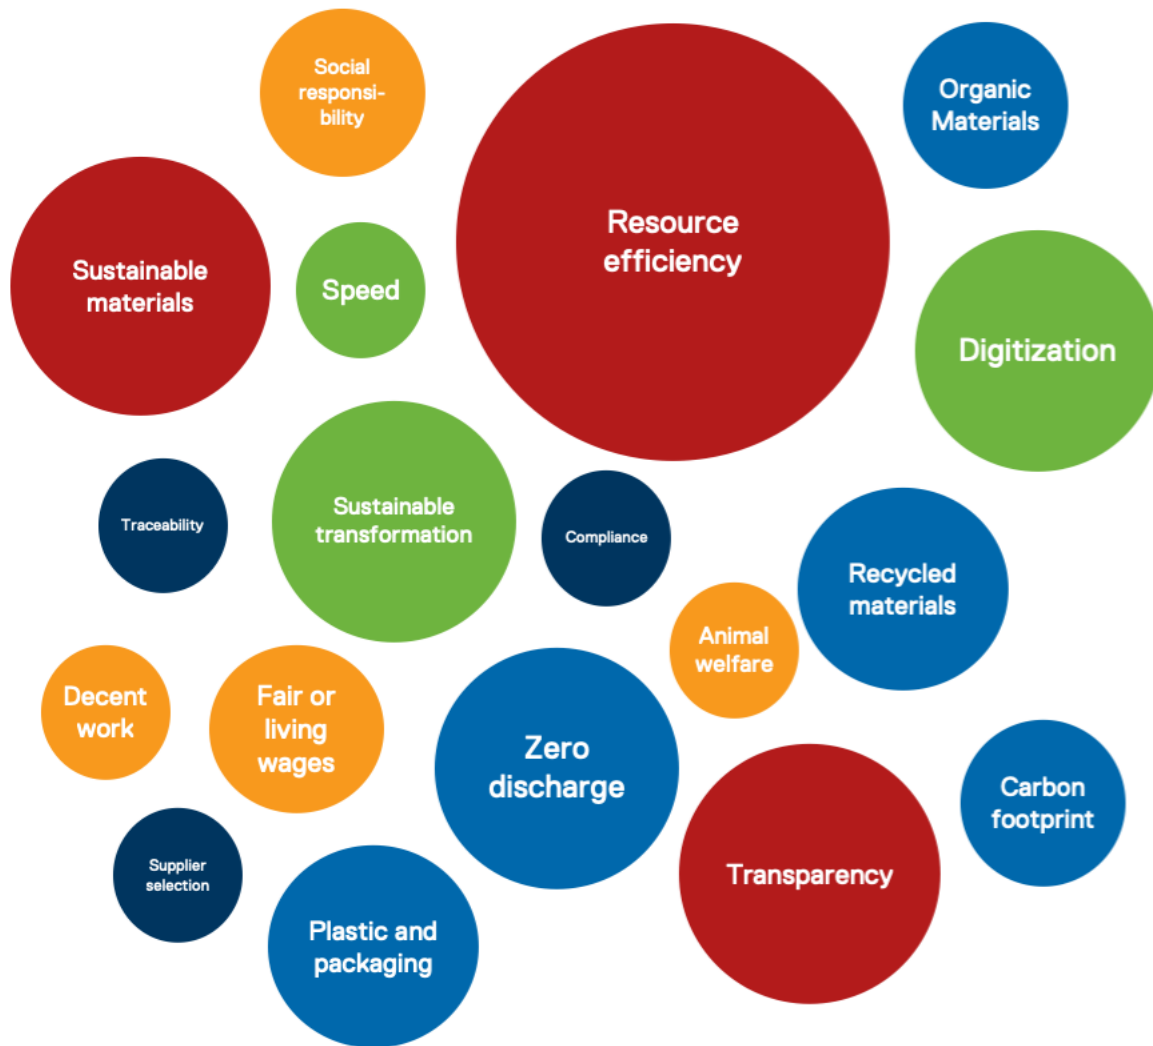 Social
responsi-
bility
Resource
efficiency
Organic
Materials
Sustainable
materials
Speed
Digitization
Traceability
Sustainable
transformation
Compliance
Recycled
materials
Animal
welfare
Decent
work
Fair or
living
wages
Zero
discharge
Carbon
footprint
Supplier
selection
Transparency
Plastic and
packaging